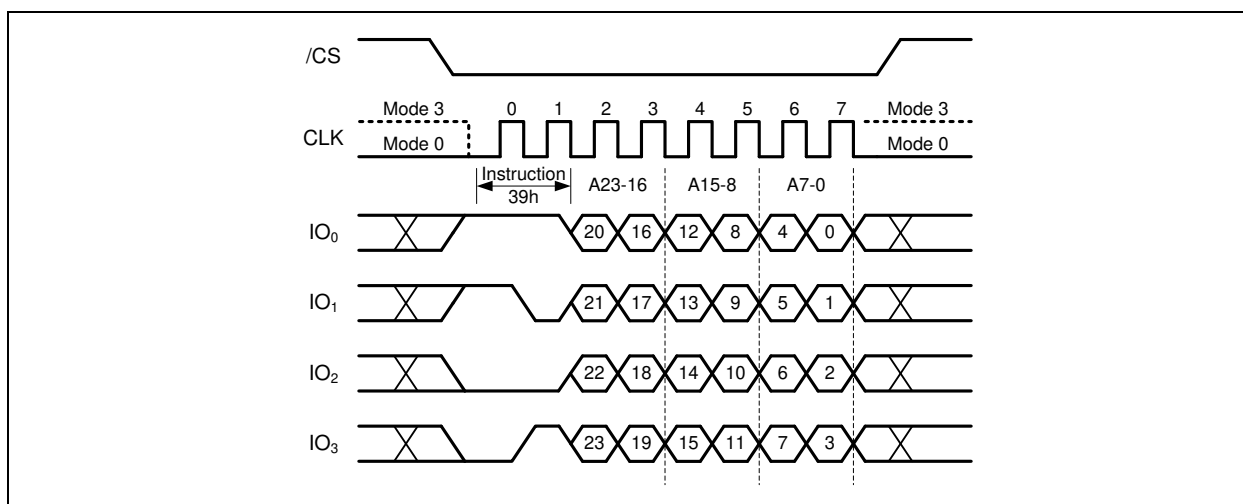 /CS
Mode 3 0 1 2 3 4 5 6 7 Mode 3
CLK
Mode 0 Mode 0
Instruction A23-16 A15-8 A7-0
39h
IO0 20 16 12 8 4 0
IO1 21 17 13 9 5 1
IO2 22 18 14 10 6 2
IO3 23 19 15 11 7 3